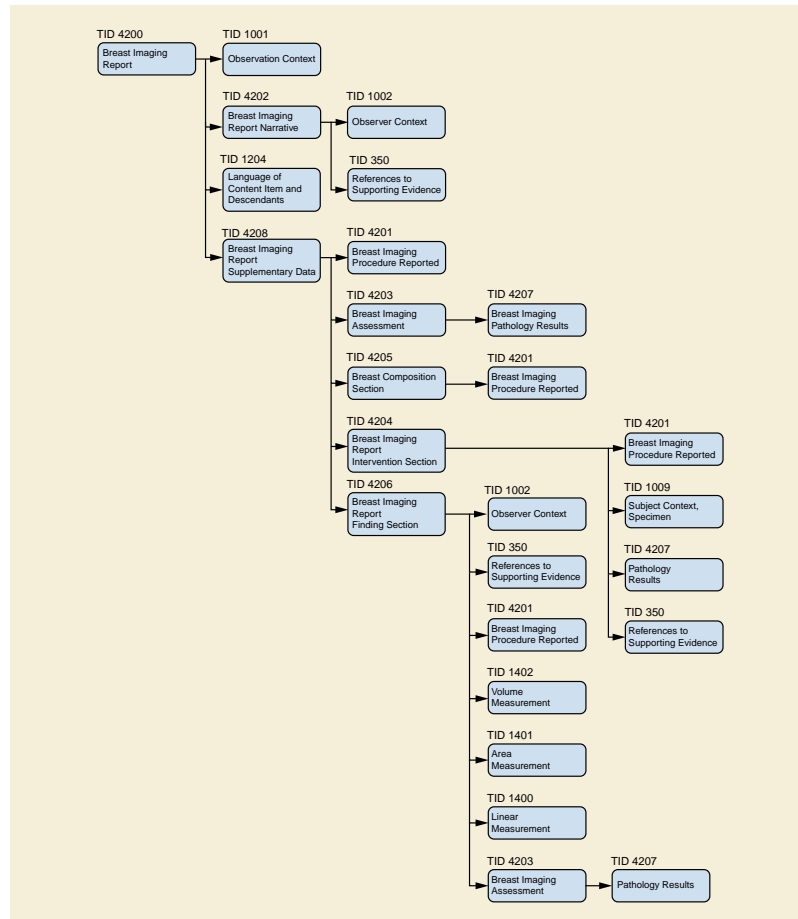 TID 4200
Breast Imaging
Report
TID 1001
Observation Context
TID 4202
Breast Imaging
Report Narrative
TID 1002
Observer Context
TID 350
References to
Supporting Evidence
TID 1204
Language of
Content Item and
Descendants
TID 4208
Breast Imaging
Report
Supplementary Data
TID 4201
Breast Imaging
Procedure Reported
TID 4203
Breast Imaging
Assessment
TID 4207
Breast Imaging
Pathology Results
TID 4205
Breast Composition
Section
TID 4201
Breast Imaging
Procedure Reported
TID 4204
Breast Imaging
Report
Intervention Section
TID 4201
Breast Imaging
Procedure Reported
TID 1009
Subject Context,
Specimen
TID 4207
Pathology
Results
TID 350
References to
Supporting Evidence
TID 4206
Breast Imaging
Report
Finding Section
TID 1002
Observer Context
TID 350
References to
Supporting Evidence
TID 4201
Breast Imaging
Procedure Reported
TID 1402
Volume
Measurement
TID 1401
Area
Measurement
TID 1400
Linear
Measurement
TID 4203
Breast Imaging
Assessment
TID 4207
Pathology Results